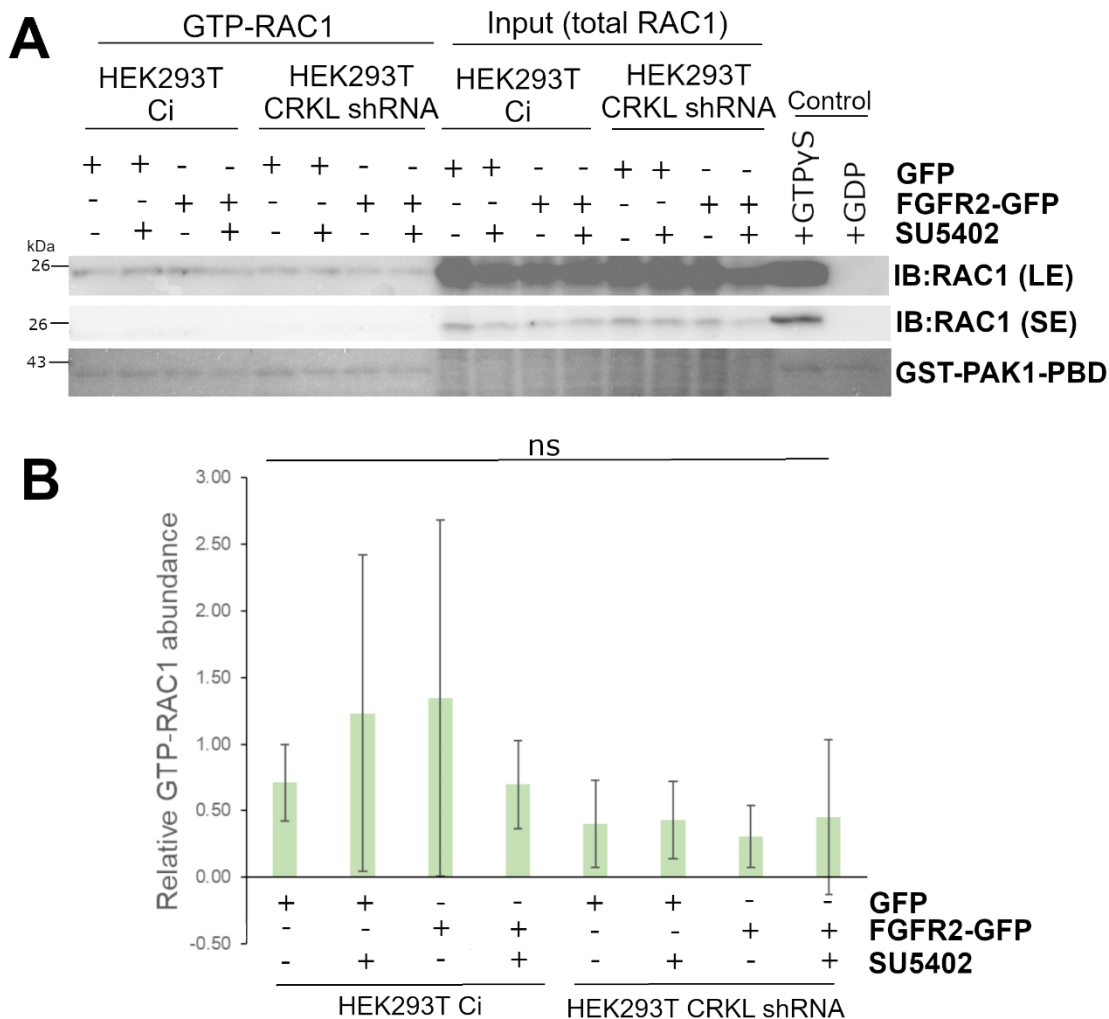 A
GTP-RAC1 Input (total RAC1)
HEK293T Ci HEK293T CRKL shRNA HEK293T Ci HEK293T CRKL shRNA Control
+ + - - + + - - + + - - + + - - GFP
- - + + - - + + - - + + - - + + FGFR2-GFP
- + - + - + - + - + - + - + - + +GTPγS +GDP SU5402
kDa
26 IB:RAC1 (LE)
26 IB:RAC1 (SE)
43 GST-PAK1-PBD
B
ns
Relative GTP-RAC1 abundance
3.00
2.50
2.00
1.50
1.00
0.50
0.00
-0.50
+ + - - + + - - GFP
- - + + - - + + FGFR2-GFP
- + - + - + - + SU5402
HEK293T Ci HEK293T CRKL shRNA